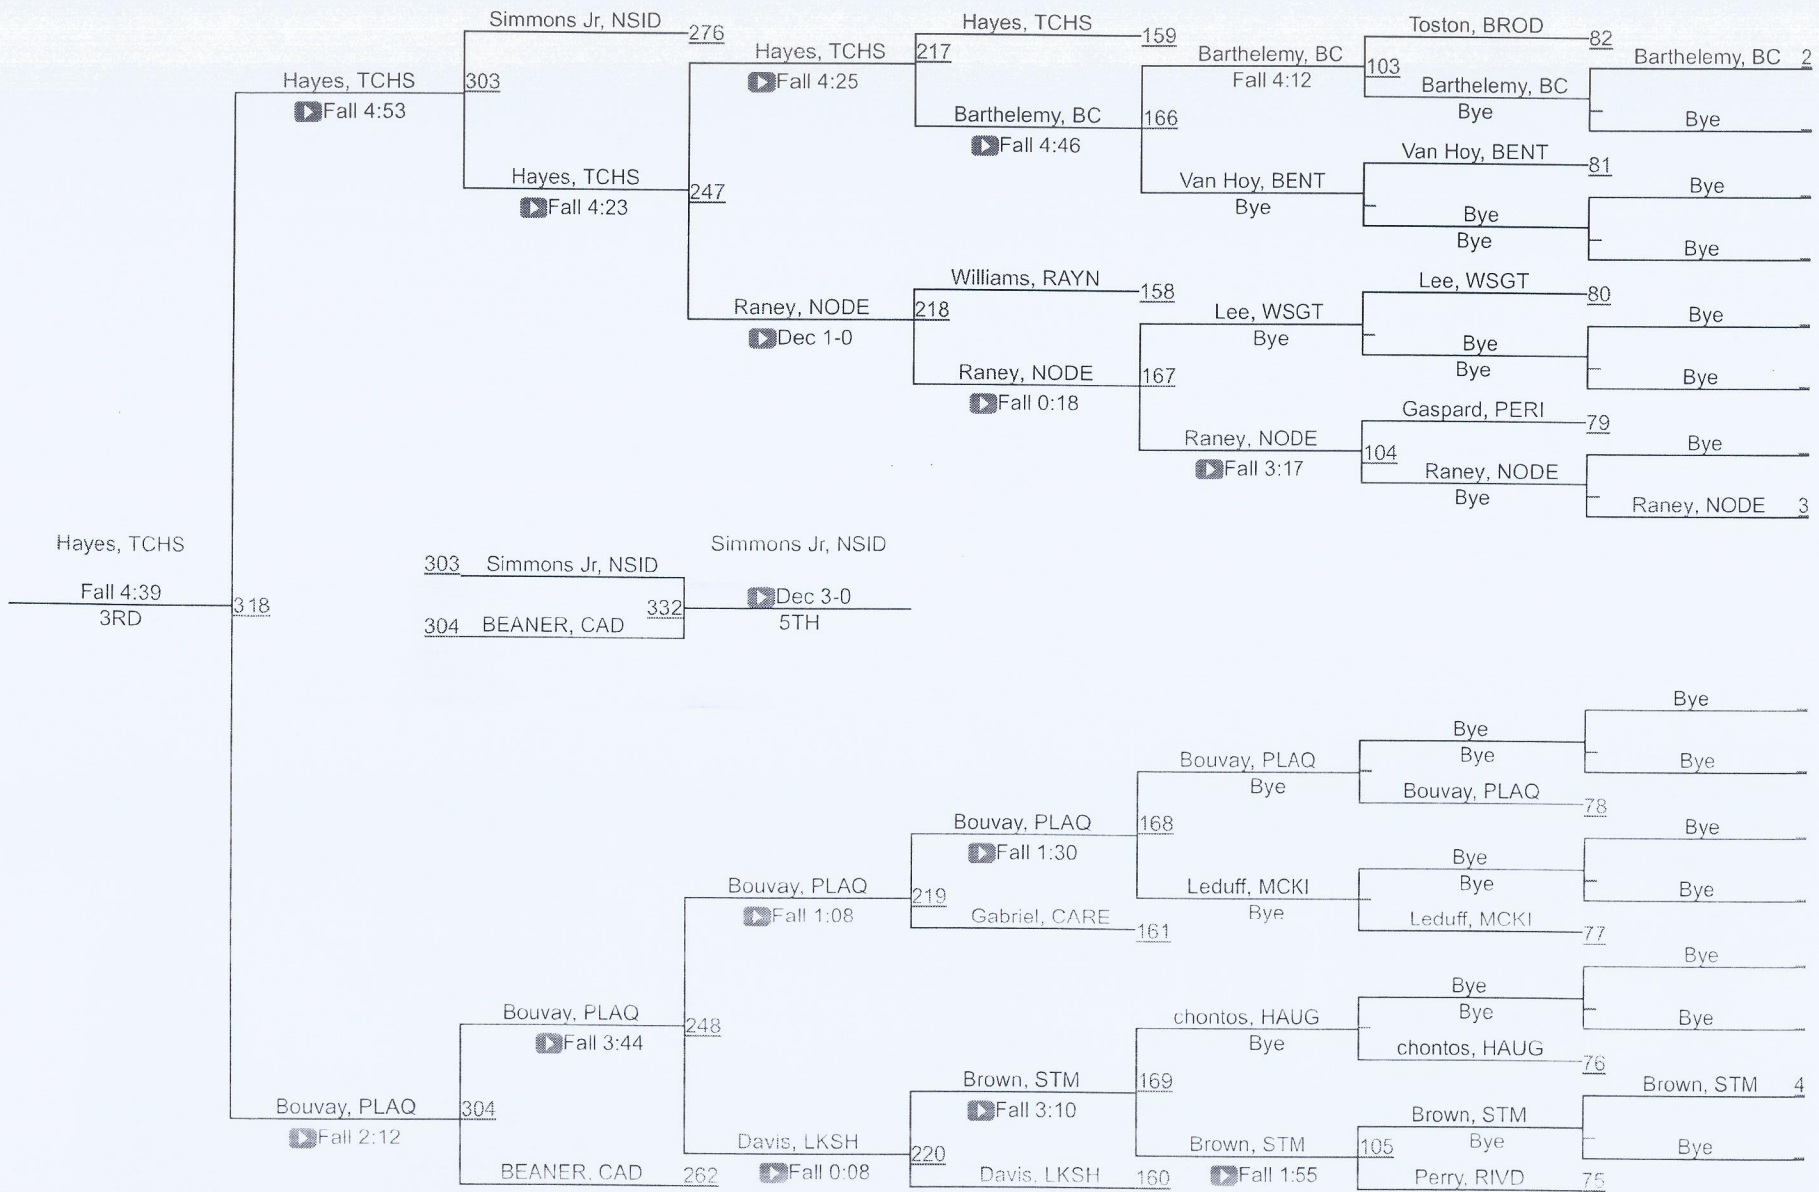 Simmons Jr, NSID 276
Hayes, TCHS 159
Toston, BROD 82
Hayes, TCHS 303
Fall 4:53
Hayes, TCHS 217
Fall 4:25
Barthelemy, BC 103
Fall 4:12
Barthelemy, BC 2
Barthelemy, BC
Bye
Bye
Barthelemy, BC 166
Fall 4:46
Van Hoy, BENT 81
Hayes, TCHS 247
Fall 4:23
Van Hoy, BENT
Bye
Bye
Bye
Bye
Bye
Williams, RAYN 158
Lee, WSGT 80
Raney, NODE 218
Dec 1-0
Lee, WSGT
Bye
Bye
Bye
Bye
Bye
Raney, NODE 167
Fall 0:18
Gaspard, PERI 79
Raney, NODE 104
Fall 3:17
Bye
Raney, NODE
Bye
Raney, NODE 3
Hayes, TCHS
Fall 4:39
3RD
318
303 Simmons Jr, NSID
304 BEANER, CAD
332
Simmons Jr, NSID
Dec 3-0
5TH
Bye
Bye
Bye
Bye
Bouvay, PLAQ
Bye
Bouvay, PLAQ 78
Bouvay, PLAQ 168
Fall 1:30
Bye
Bye
Bye
Bye
Bouvay, PLAQ 219
Fall 1:08
Leduff, MCKI
Bye
Gabriel, CARE 161
Leduff, MCKI 77
Bye
Bye
Bye
Bye
Bouvay, PLAQ 248
Fall 3:44
chontos, HAUG
Bye
chontos, HAUG 76
Brown, STM 169
Fall 3:10
Brown, STM 4
Bouvay, PLAQ 304
Fall 2:12
Brown, STM
Bye
Bye
Davis, LKSH 220
Fall 0:08
Brown, STM 105
Fall 1:55
BEANER, CAD 262
Davis, LKSH 160
Perry, RIVD 75